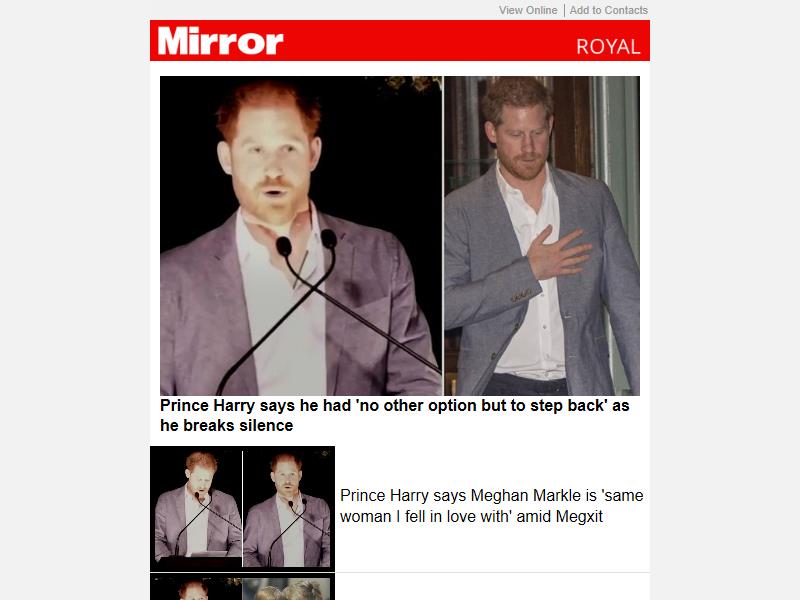 View Online | Add to Contacts
Mirror
ROYAL
Prince Harry says he had 'no other option but to step back' as
he breaks silence
Prince Harry says Meghan Markle is 'same
woman I fell in love with' amid Megxit